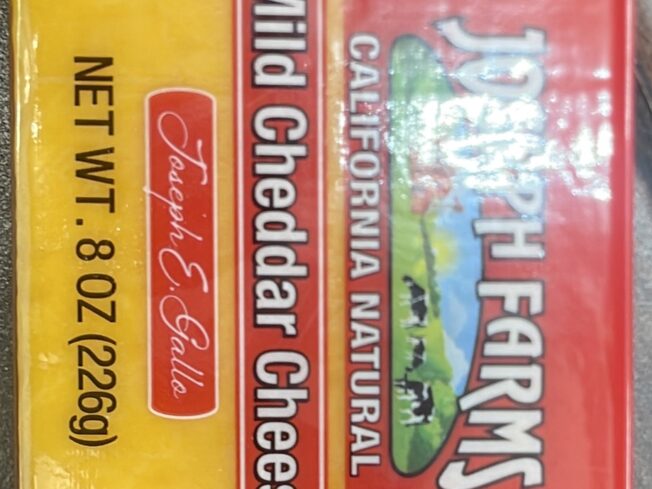 JOSEPH FARMS
CALIFORNIA NATURAL
Mild Cheddar Chees
Joseph E. Gallo
NET WT. 8 OZ (226g)